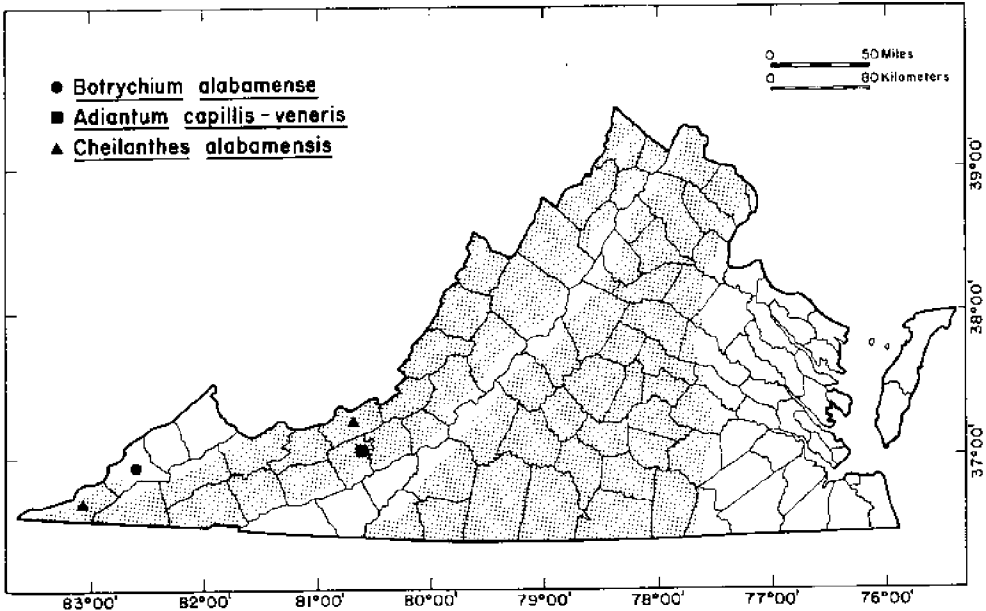 0 50 Miles
0 80 Kilometers
● Botrychium alabamense
■ Adiantum capillis-veneris
▲ Cheilanthes alabamensis
39°00'
38°00'
37°00'
83°00' 82°00' 81°00' 80°00' 79°00' 78°00' 77°00' 76°00'